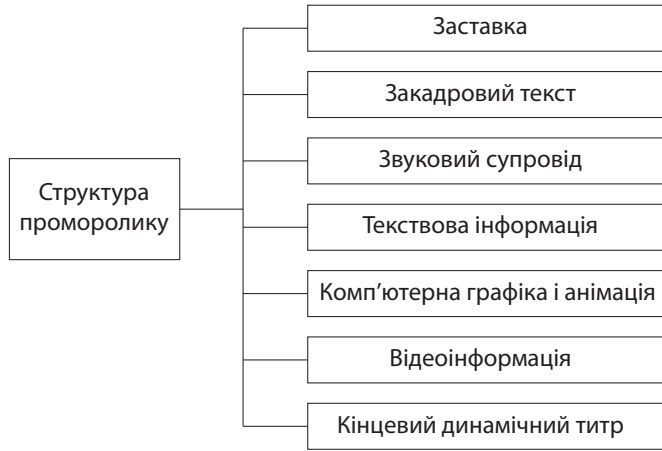 Структура
проморолику
Заставка
Закадровий текст
Звуковий супровід
Текствова інформація
Комп’ютерна графіка і анімація
Відеоінформація
Кінцевий динамічний титр